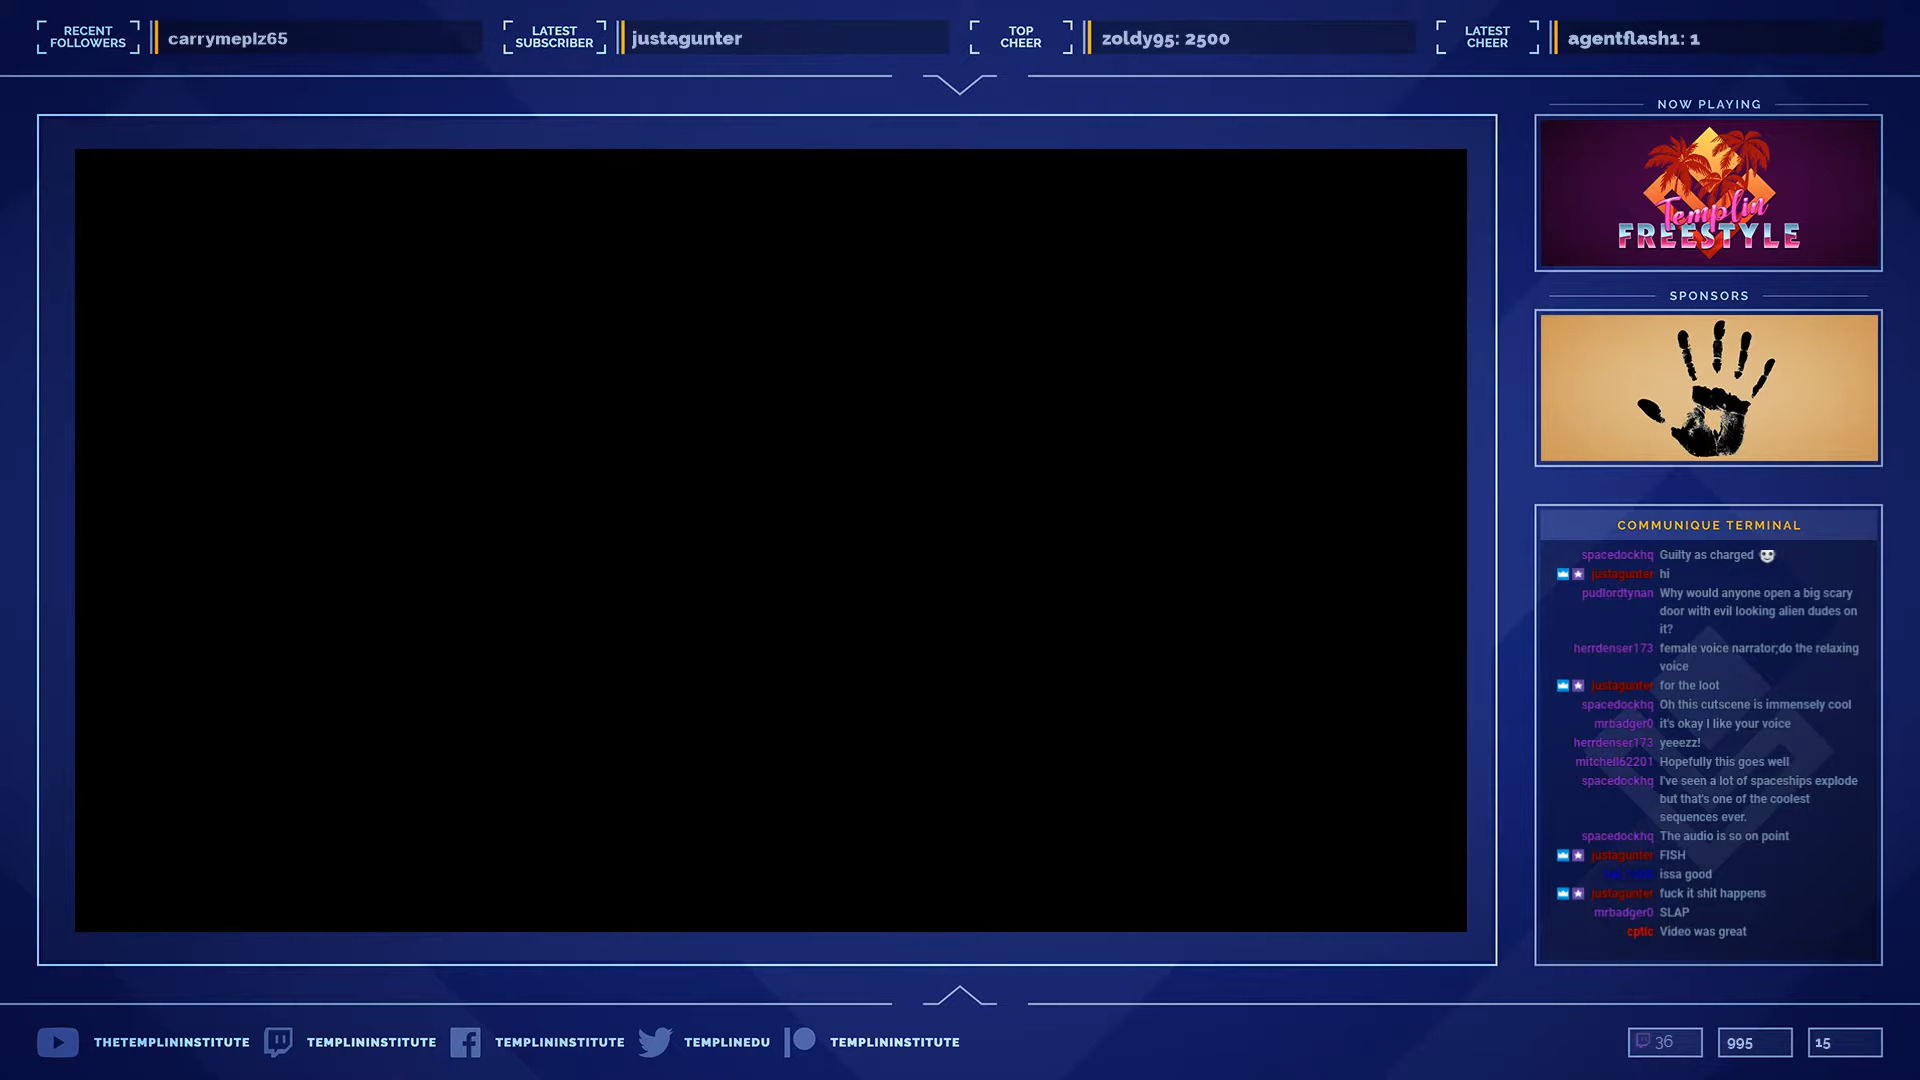 RECENT
FOLLOWERS
carrymeplz65
LATEST
SUBSCRIBER
justagunter
TOP
CHEER
zoldy95: 2500
LATEST
CHEER
agentflash1: 1
NOW PLAYING
Templin
FREESTYLE
SPONSORS
COMMUNIQUE TERMINAL
spacedockhq Guilty as charged
justagunter hi
pudlordtynan Why would anyone open a big scary
door with evil looking alien dudes on
it?
herrdenser173 female voice narrator;do the relaxing
voice
justagunter for the loot
spacedockhq Oh this cutscene is immensely cool
mrbadger0 it's okay I like your voice
herrdenser173 yeeezz!
mitchell62201 Hopefully this goes well
spacedockhq I've seen a lot of spaceships explode
but that's one of the coolest
sequences ever.
spacedockhq The audio is so on point
justagunter FISH
issa good
justagunter fuck it shit happens
mrbadger0 SLAP
cptic Video was great
THETEMPLININSTITUTE
TEMPLININSTITUTE
TEMPLININSTITUTE
TEMPLINEDU
TEMPLININSTITUTE
36
995
15